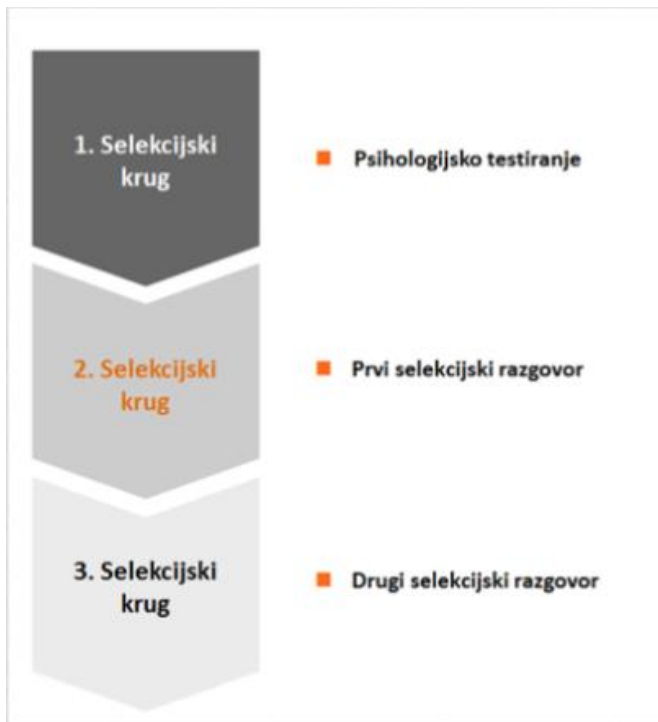 1. Selekcijski
krug
Psihologijsko testiranje
2. Selekcijski
krug
Prvi selekcijski razgovor
3. Selekcijski
krug
Drugi selekcijski razgovor